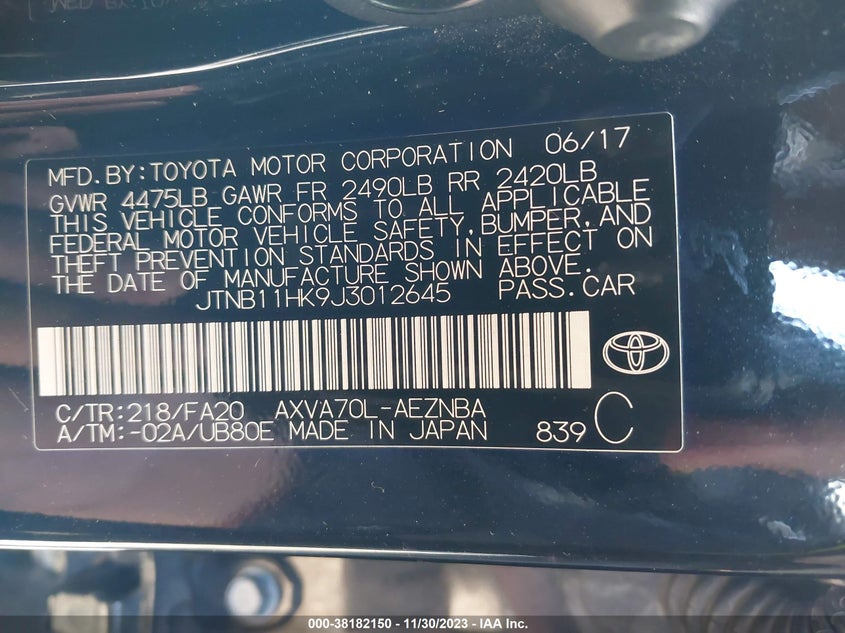 MFD.BY:TOYOTA MOTOR CORPORATION 06/17
GVWR 4475LB GAWR FR 2490LB RR 2420LB
THIS VEHICLE CONFORMS TO ALL APPLICABLE
FEDERAL MOTOR VEHICLE SAFETY,BUMPER,AND
THEFT PREVENTION STANDARDS IN EFFECT ON
THE DATE OF MANUFACTURE SHOWN ABOVE.
JTNB11HK9J3012645 PASS.CAR
C/TR:218/FA20 AXVA70L-AEZNBA
A/TM:-02A/UB80E MADE IN JAPAN 839 C
000-38182150 - 11/30/2023 - IAA Inc.